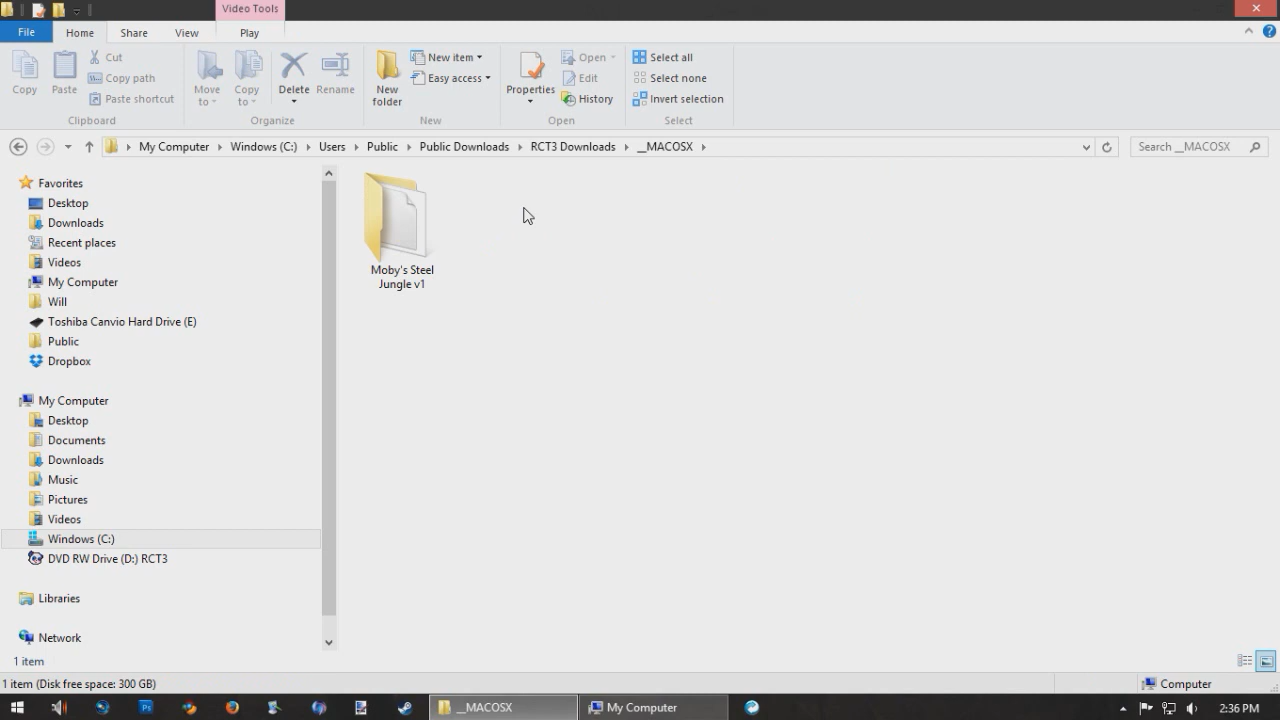 Video Tools
File
Home
Share
View
Play
Copy
Paste
Cut
Copy path
Paste shortcut
Clipboard
Move to
Copy to
Delete
Rename
Organize
New folder
New item
Easy access
New
Properties
Open
Edit
History
Open
Select all
Select none
Invert selection
Select
My Computer
Windows (C:)
Users
Public
Public Downloads
RCT3 Downloads
__MACOSX
Search __MACOSX
Favorites
Desktop
Downloads
Recent places
Videos
My Computer
Will
Toshiba Canvio Hard Drive (E)
Public
Dropbox
My Computer
Desktop
Documents
Downloads
Music
Pictures
Videos
Windows (C:)
DVD RW Drive (D:) RCT3
Libraries
Network
Moby's Steel
Jungle v1
1 item
1 item (Disk free space: 300 GB)
Computer
Ps
__MACOSX
My Computer
2:36 PM